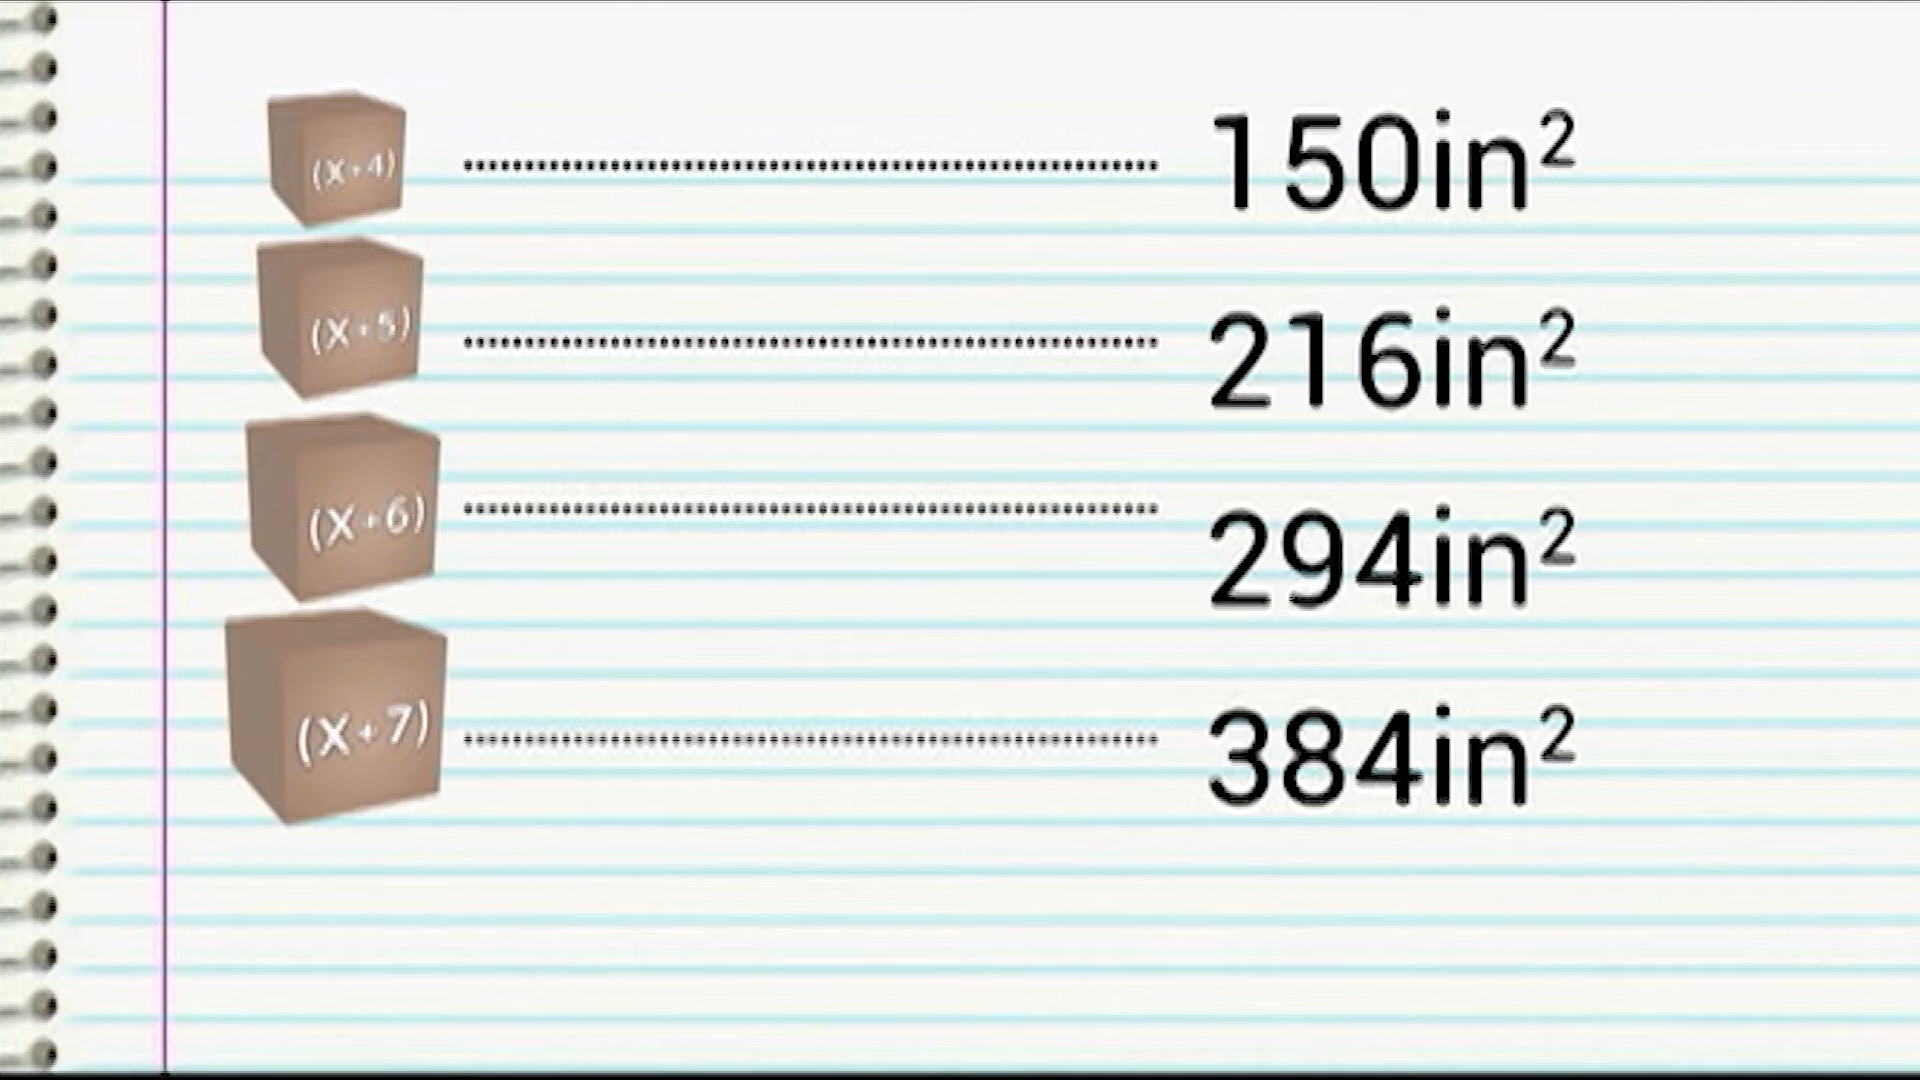 (X+4) 150in²
(X+5) 216in²
(X+6) 294in²
(X+7) 384in²